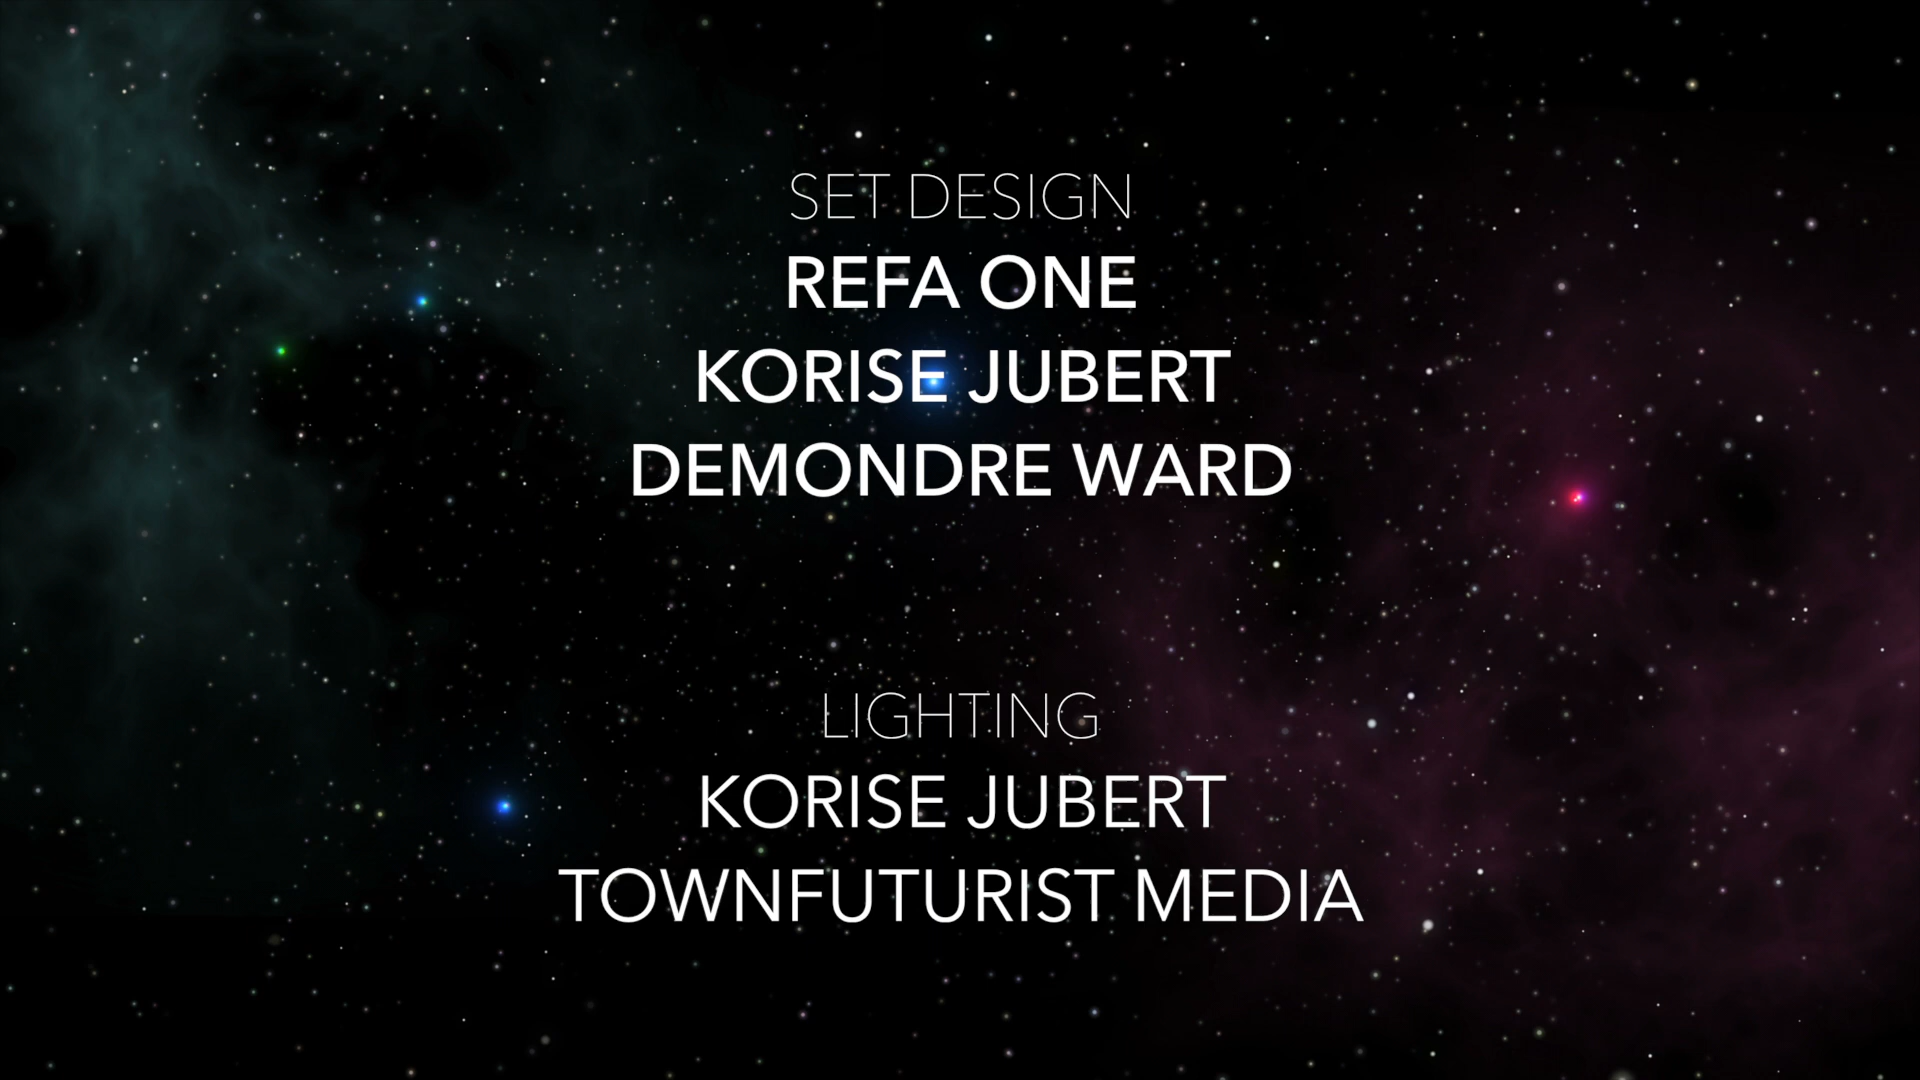 SET DESIGN
REFA ONE
KORISE JUBERT
DEMONDRE WARD
LIGHTING
KORISE JUBERT
TOWNFUTURIST MEDIA